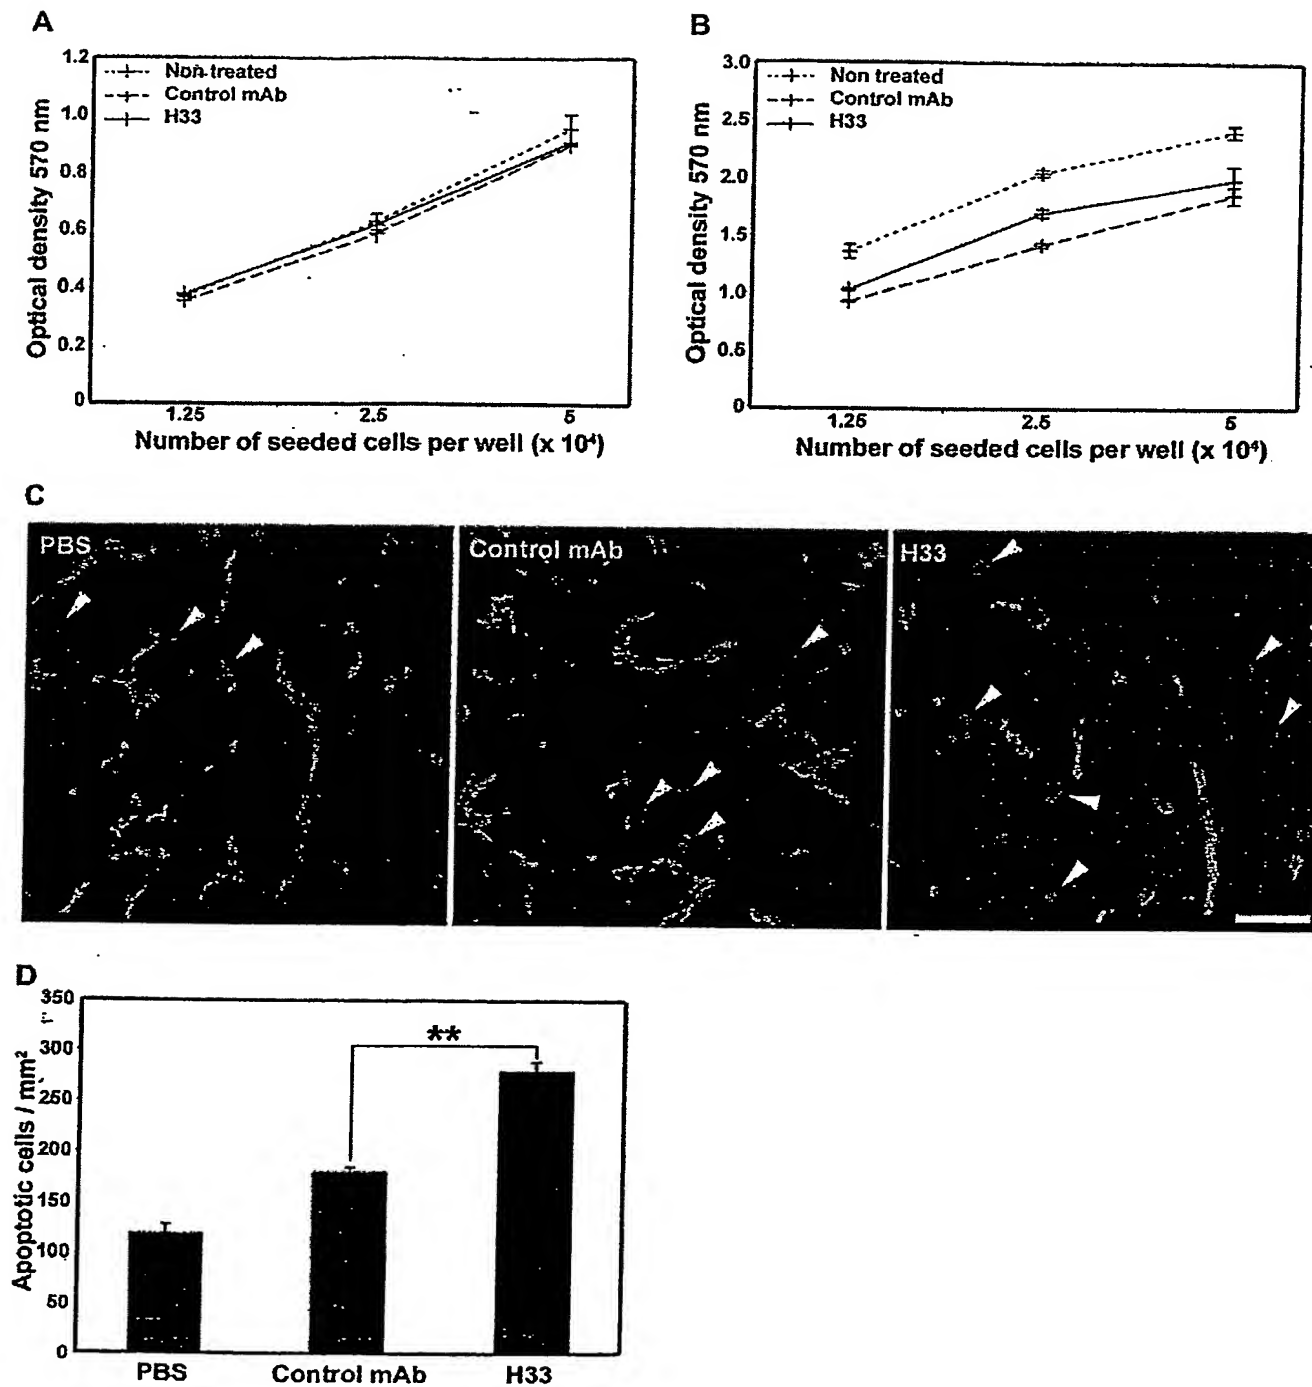 A
1.2
1.0
0.8
0.6
0.4
0.2
0
Optical density 570 nm
Non-treated
Control mAb
H33
1.25 2.5 5
Number of seeded cells per well (x 10⁴)
B
3.0
2.5
2.0
1.5
1.0
0.5
0
Optical density 570 nm
Non treated
Control mAb
H33
1.25 2.5 5
Number of seeded cells per well (x 10⁴)
C
PBS
Control mAb
H33
D
350
300
250
200
150
100
50
0
Apoptotic cells / mm²
**
PBS Control mAb H33